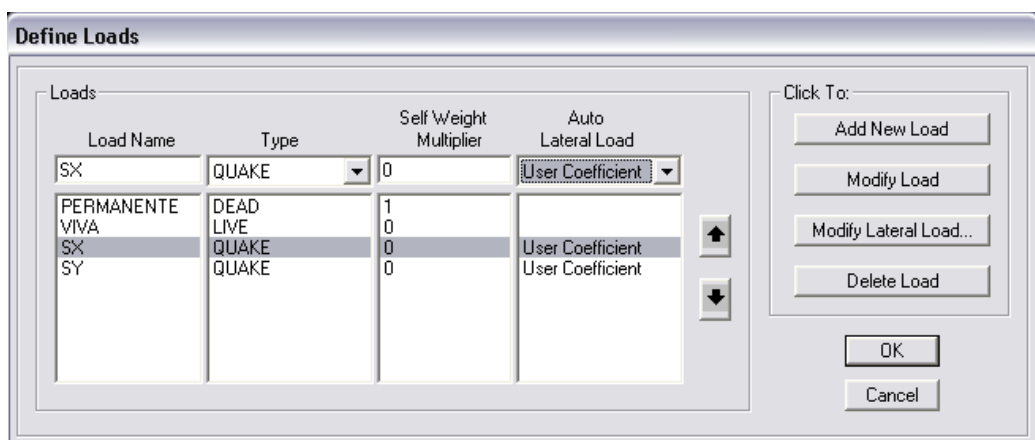 Define Loads
Loads
Load Name Type Self Weight Multiplier Auto Lateral Load
SX QUAKE 0 User Coefficient
PERMANENTE DEAD 1
VIVA LIVE 0
SX QUAKE 0 User Coefficient
SY QUAKE 0 User Coefficient
Click To:
Add New Load
Modify Load
Modify Lateral Load...
Delete Load
OK
Cancel